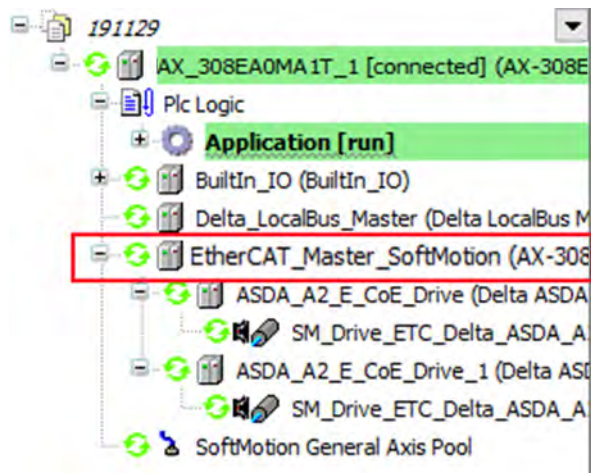 191129
AX_308EA0MA1T_1 [connected] (AX-308E
Plc Logic
Application [run]
BuiltIn_IO (BuiltIn_IO)
Delta_LocalBus_Master (Delta LocalBus M
EtherCAT_Master_SoftMotion (AX-308
ASDA_A2_E_CoE_Drive (Delta ASDA
SM_Drive_ETC_Delta_ASDA_A
ASDA_A2_E_CoE_Drive_1 (Delta ASD
SM_Drive_ETC_Delta_ASDA_A
SoftMotion General Axis Pool